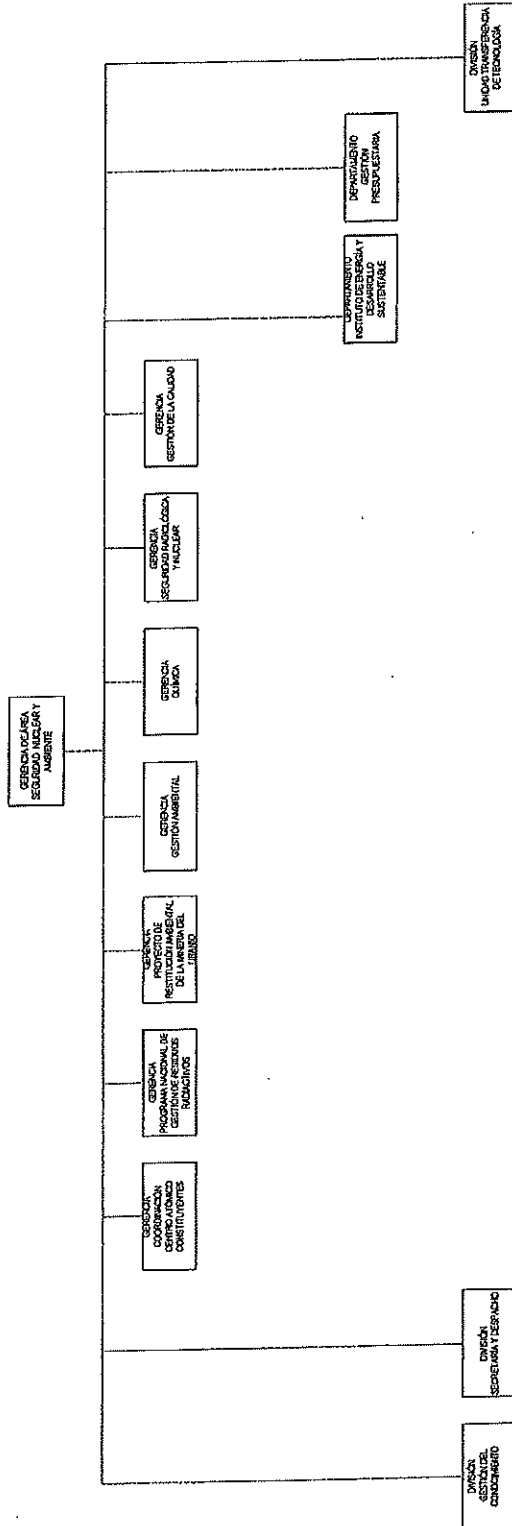 GERENCIA DE ÁREA
SEGURIDAD NUCLEAR Y
AMBIENTE
DIVISIÓN
GESTIÓN DEL
CONOCIMIENTO
DIVISIÓN
SECRETARIA Y DESPACHO
GERENCIA
COORDINACIÓN
CENTRO ATÓMICO
CONSTITUYENTES
GERENCIA
PROGRAMA NACIONAL DE
GESTIÓN DE RESIDUOS
RADIACTIVOS
GERENCIA
PROYECTO DE
RESTITUCIÓN AMBIENTAL
DE LA MINERIA DEL
URANIO
GERENCIA
GESTIÓN AMBIENTAL
GERENCIA
QUÍMICA
GERENCIA
SEGURIDAD RADIOLÓGICA
Y NUCLEAR
GERENCIA
GESTIÓN DE LA CALIDAD
DEPARTAMENTO
INSTITUTO DE ENERGÍA Y
DESARROLLO
SUSTENTABLE
DEPARTAMENTO
GESTIÓN
PRESUPUESTARIA
DIVISIÓN
UNIDAD TRANSFERENCIA
DE TECNOLOGÍA